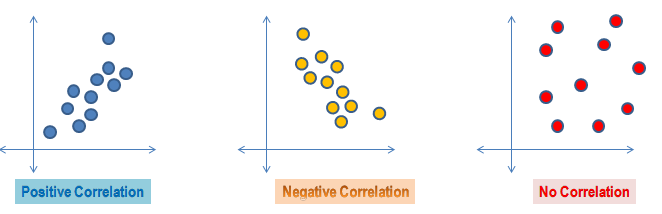 Positive Correlation
Negative Correlation
No Correlation